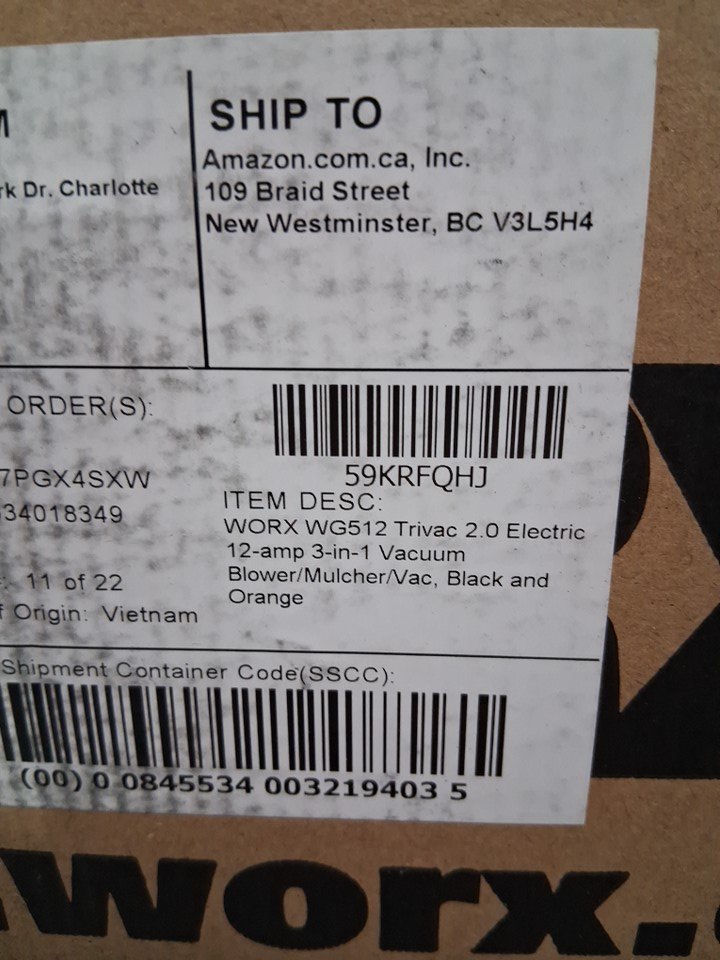 SHIP TO
Amazon.com.ca, Inc.
rk Dr. Charlotte
109 Braid Street
New Westminster, BC V3L5H4
ORDER(S):
59KRFQHJ
7PGX4SXW
34018349
ITEM DESC:
WORX WG512 Trivac 2.0 Electric
12-amp 3-in-1 Vacuum
Blower/Mulcher/Vac, Black and
Orange
: 11 of 22
f Origin: Vietnam
Shipment Container Code(SSCC):
(00) 0 0845534 003219403 5
worx.